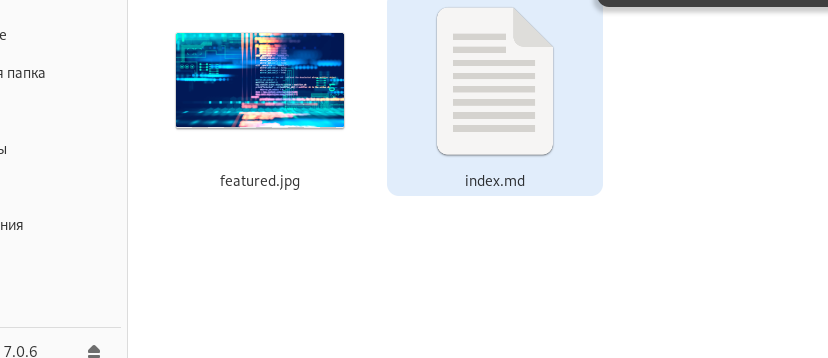 е
я папка
ы
ния
7.0.6
featured.jpg
index.md